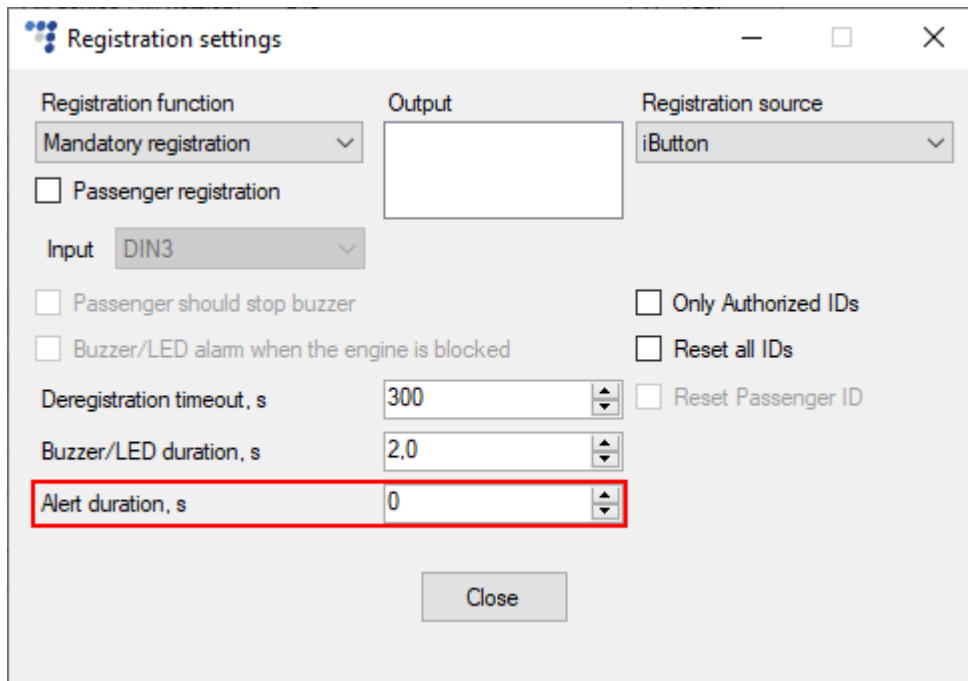 Registration settings
Registration function
Output
Registration source
Mandatory registration
iButton
Passenger registration
Input DIN3
Passenger should stop buzzer
Only Authorized IDs
Buzzer/LED alarm when the engine is blocked
Reset all IDs
Deregistration timeout, s 300
Reset Passenger ID
Buzzer/LED duration, s 2,0
Alert duration, s 0
Close